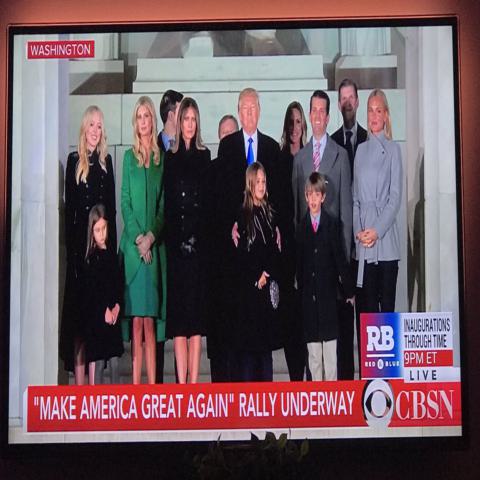 WASHINGTON
RB
RED & BLUE
INAUGURATIONS
THROUGH TIME
9PM ET
LIVE
"MAKE AMERICA GREAT AGAIN" RALLY UNDERWAY
CBSN